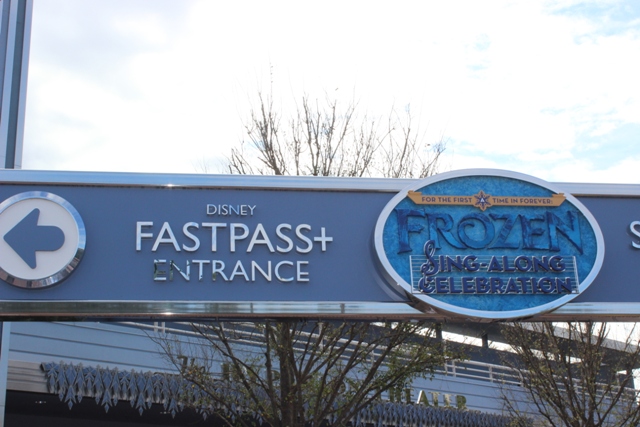 DISNEY
FASTPASS+
ENTRANCE
FOR THE FIRST TIME IN FOREVER:
FROZEN
SING-ALONG
CELEBRATION
S